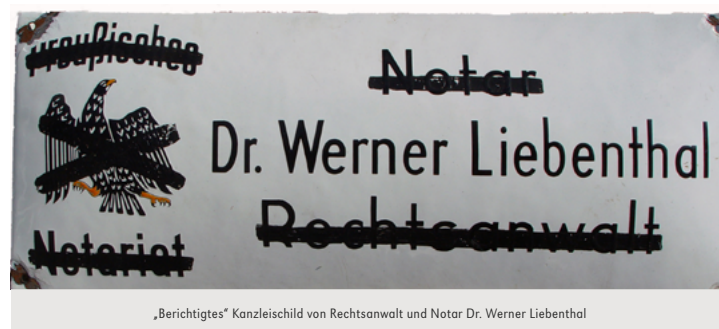 Preußisches
Notariat
Notar
Dr. Werner Liebenthal
Rechtsanwalt
„Berichtigtes“ Kanzleischild von Rechtsanwalt und Notar Dr. Werner Liebenthal